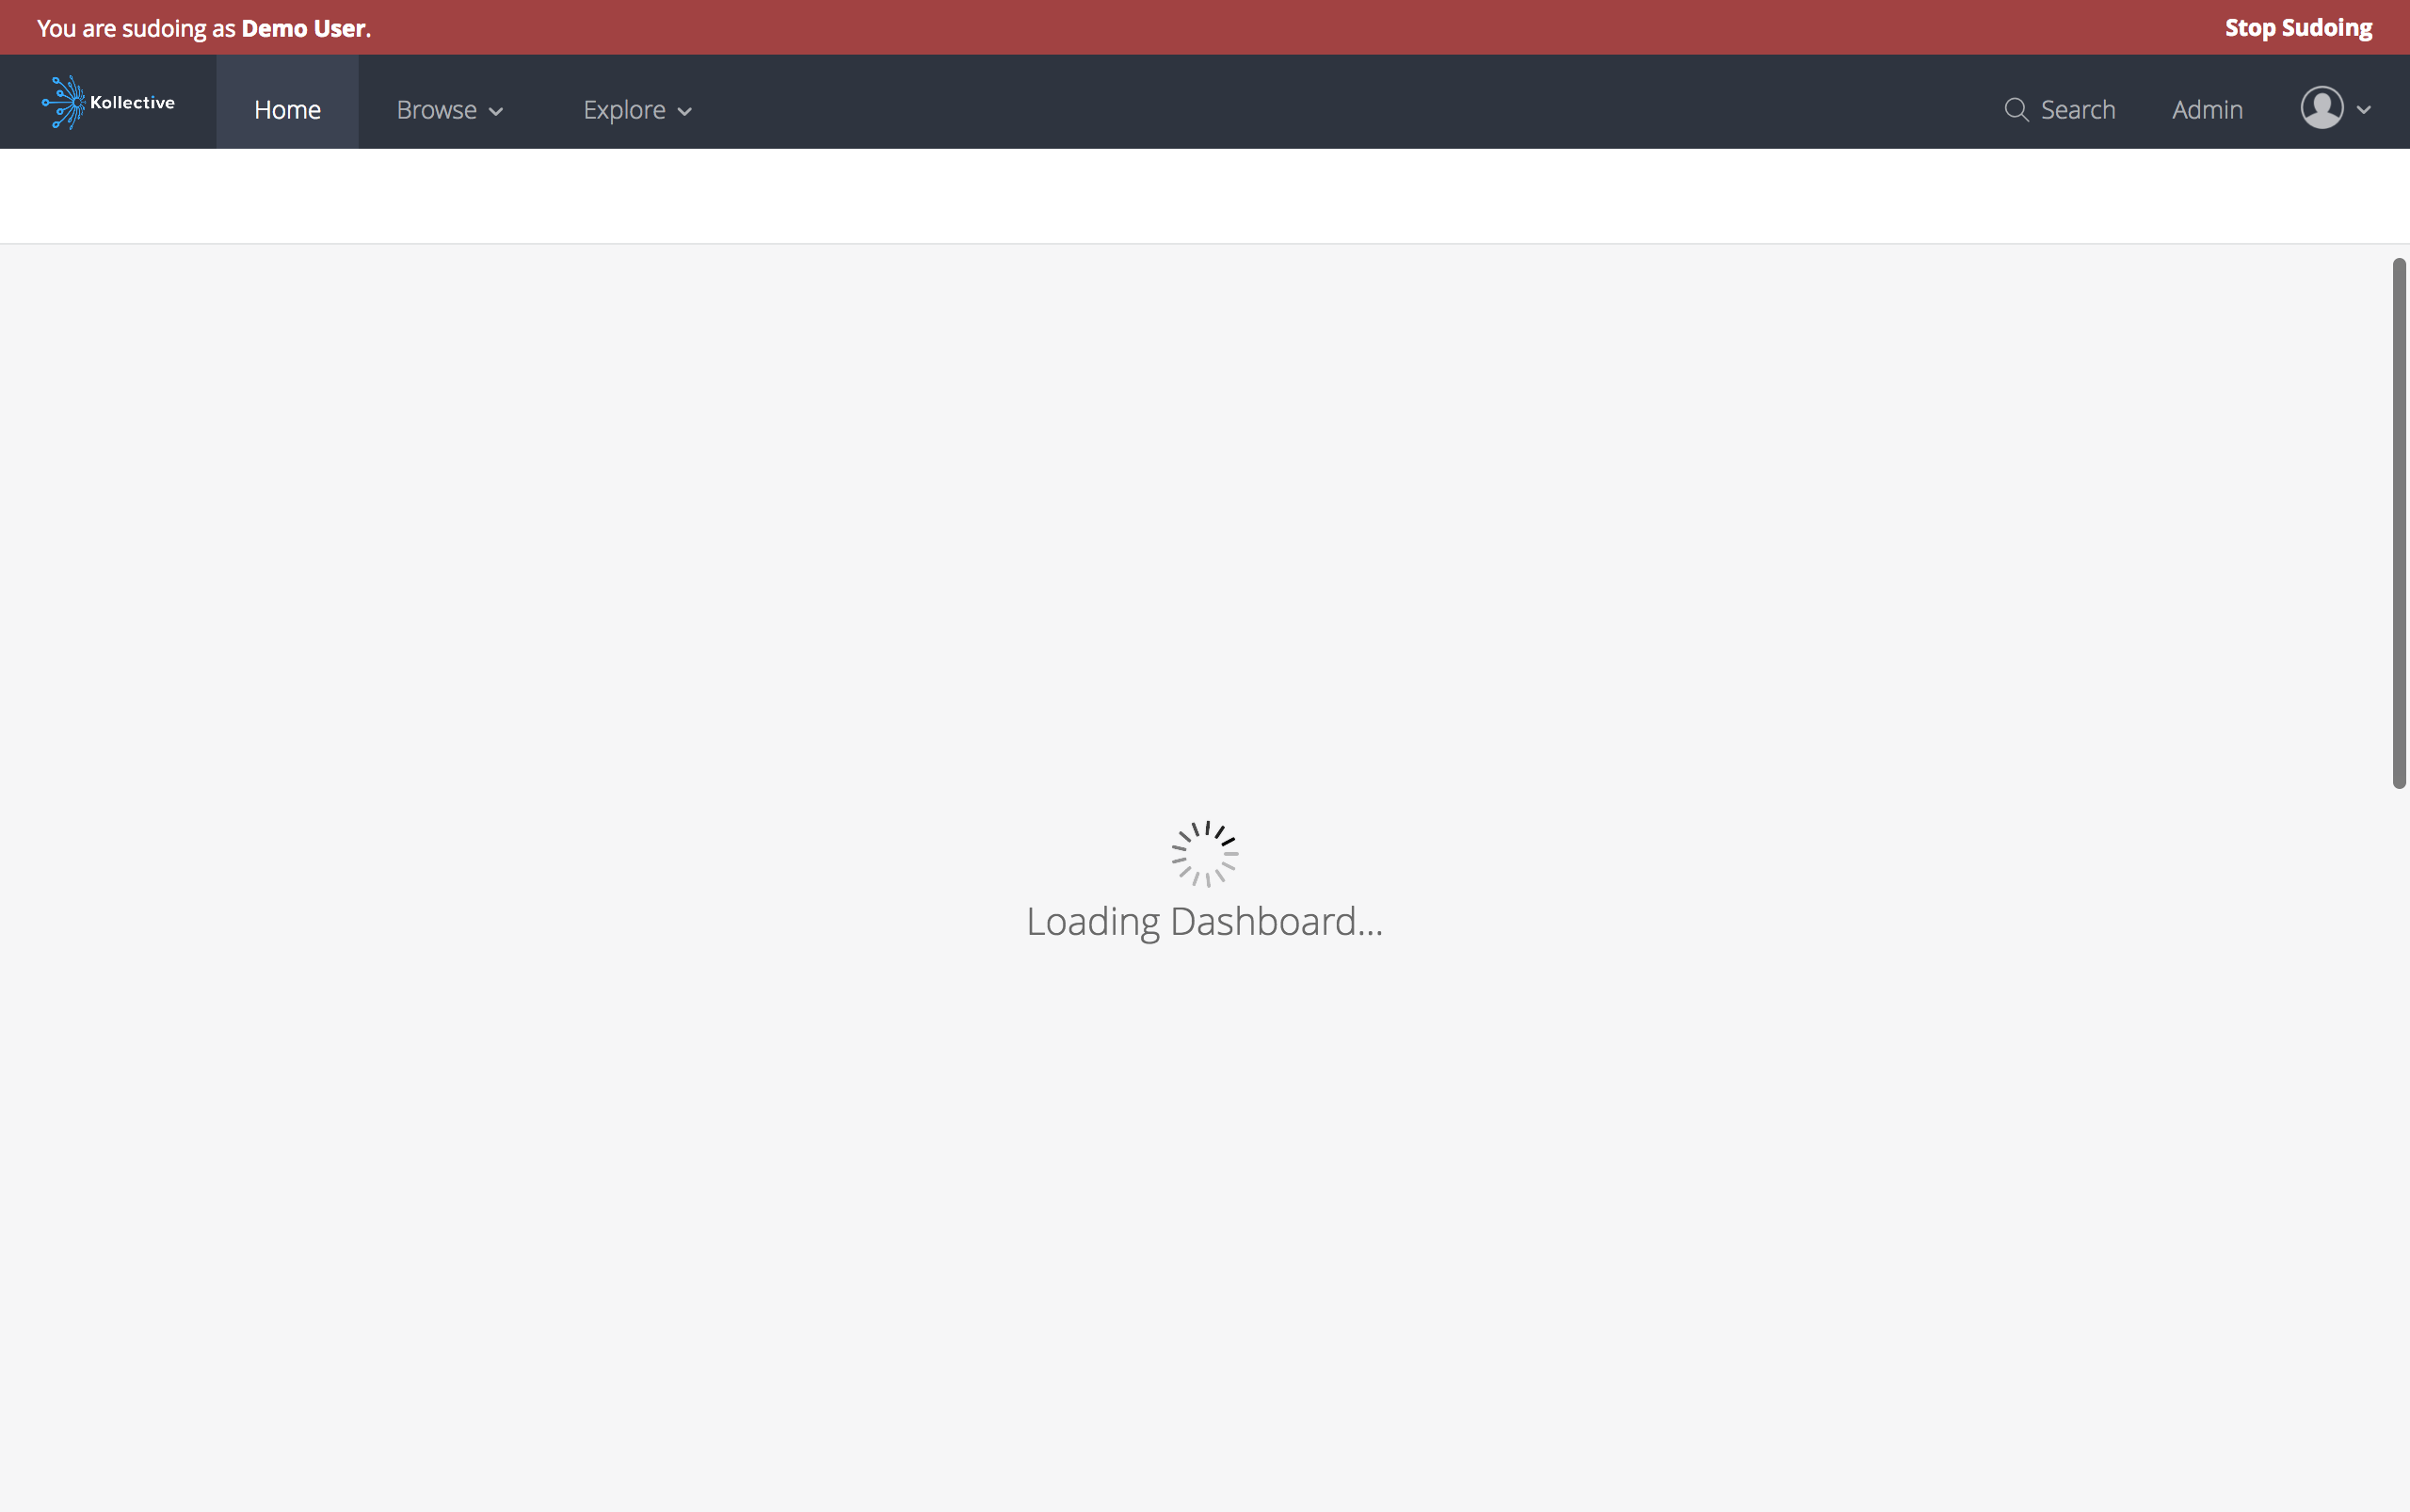 You are sudoing as Demo User.
Stop Sudoing
Kollective
Home
Browse
Explore
Search
Admin
Loading Dashboard...